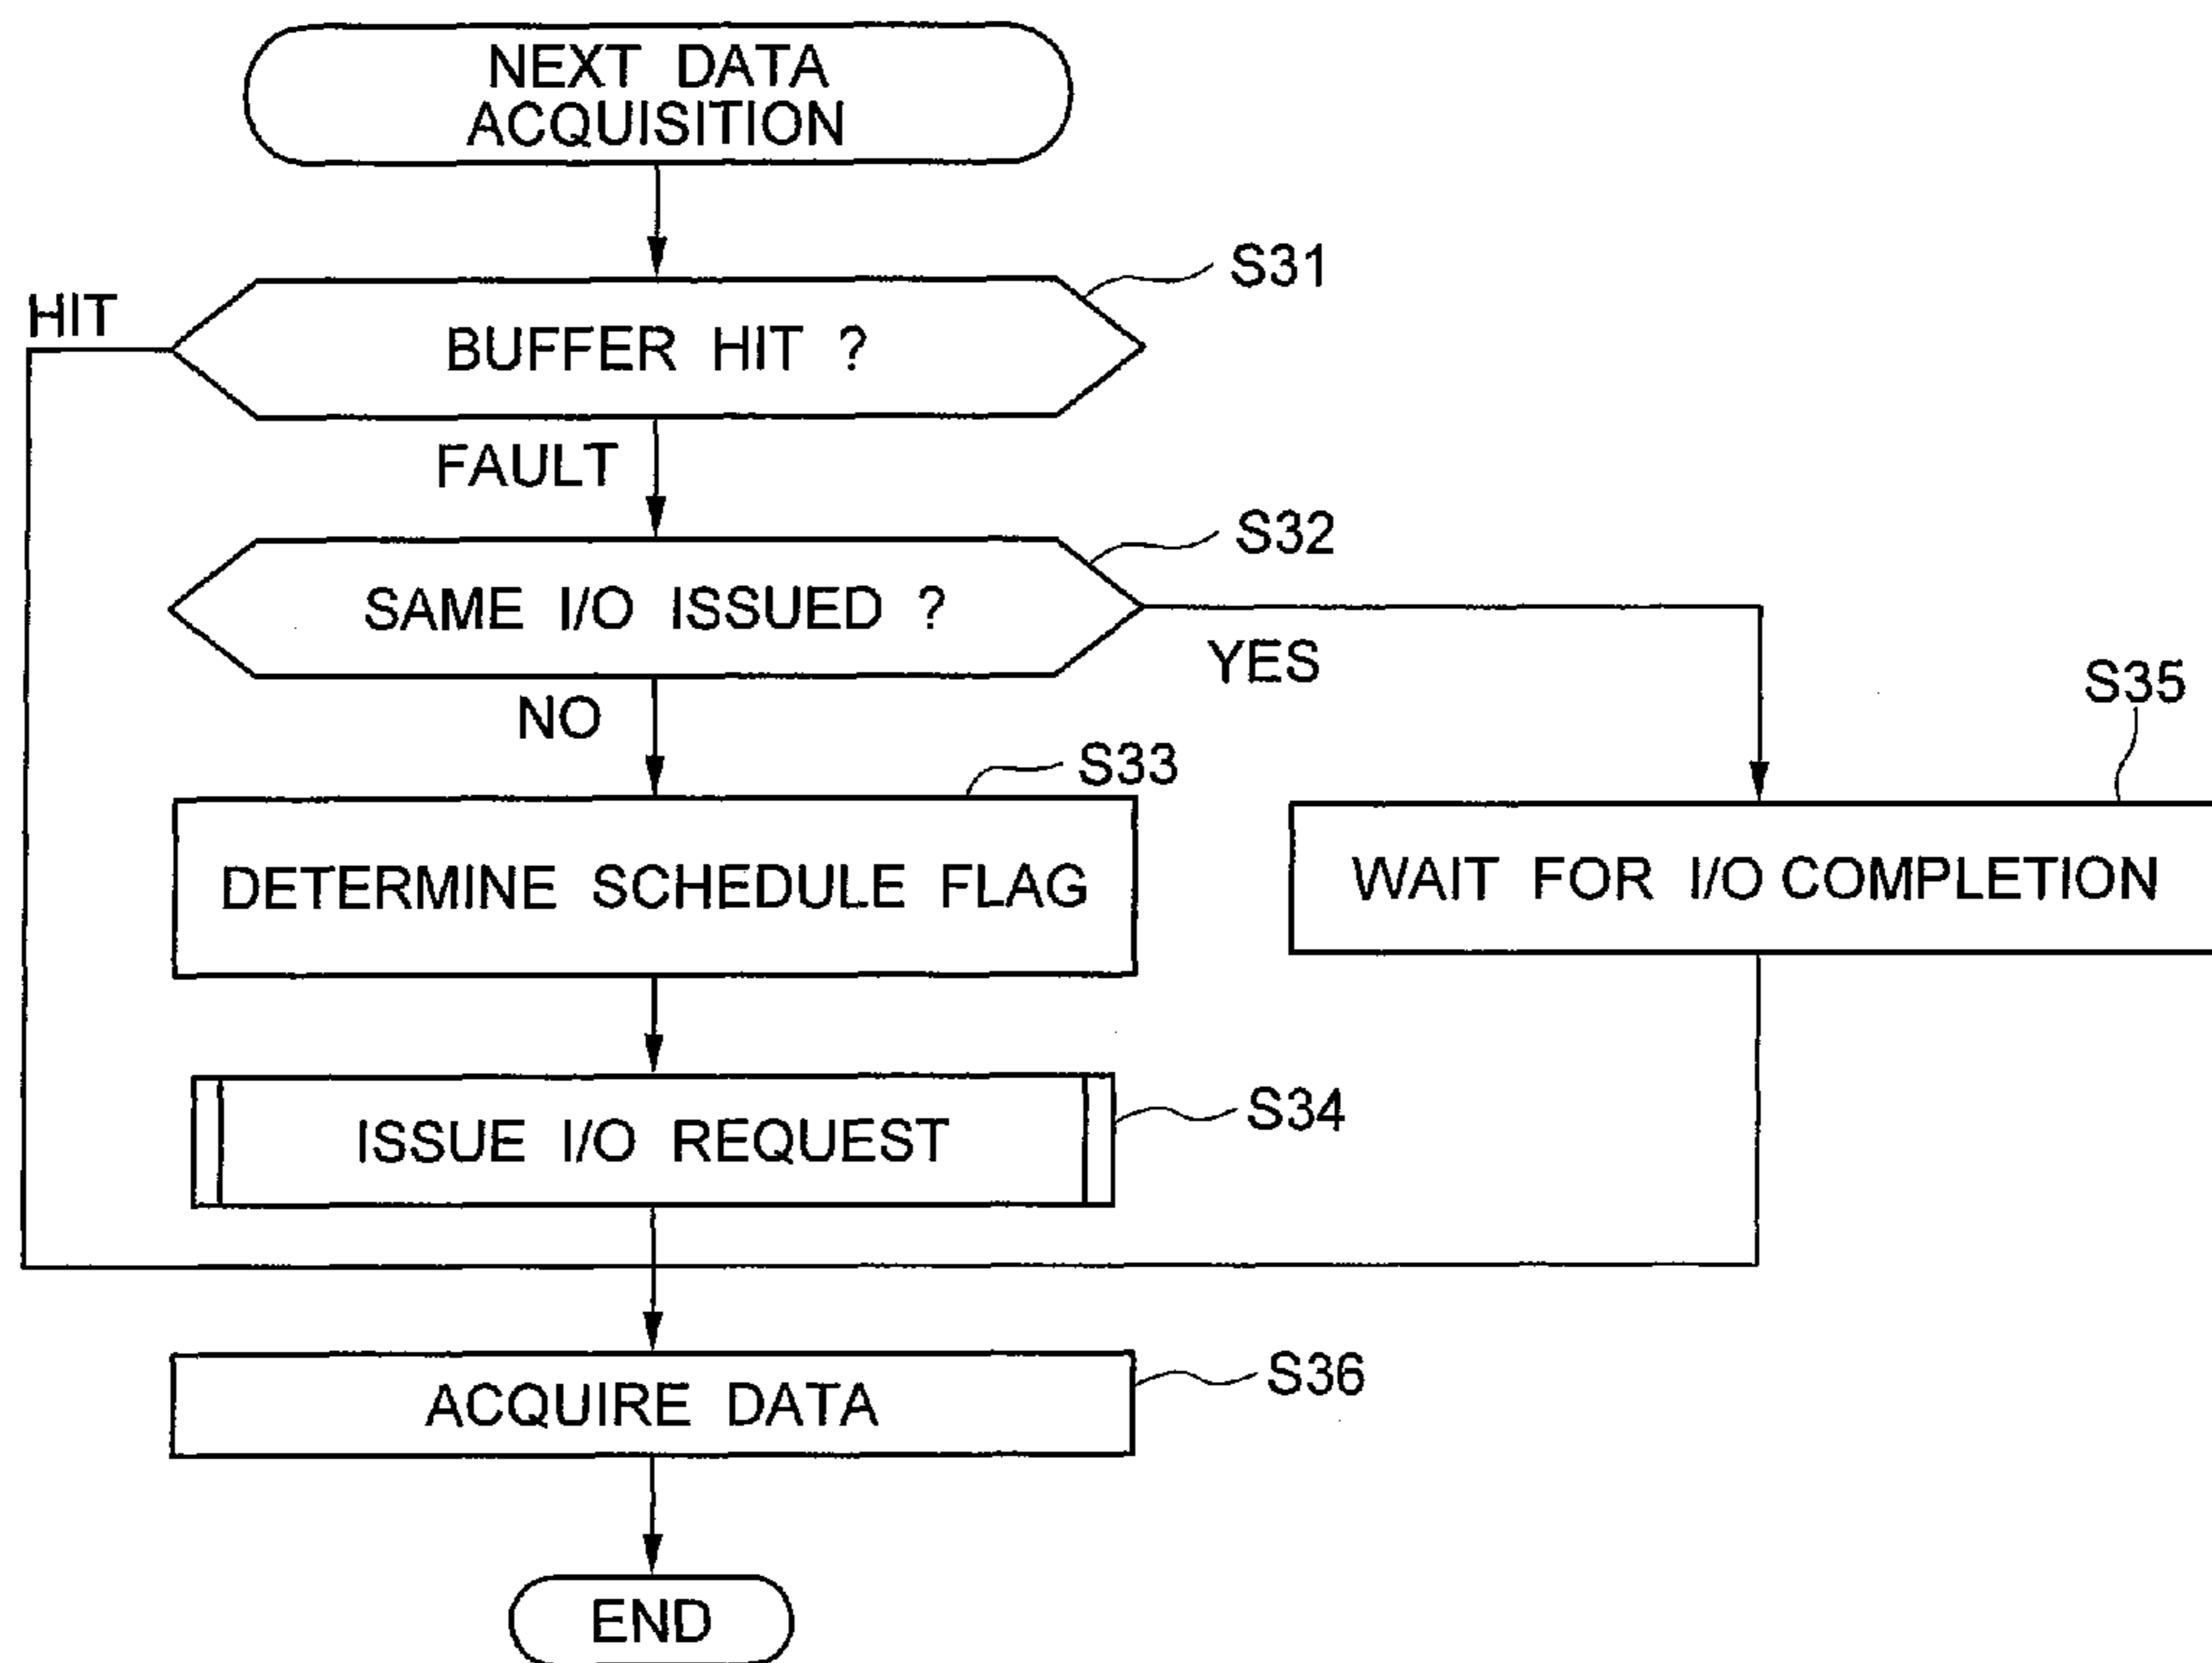 NEXT DATA
ACQUISITION
S31
HIT
BUFFER HIT ?
FAULT
S32
SAME I/O ISSUED ?
YES
NO
S35
S33
DETERMINE SCHEDULE FLAG
WAIT FOR I/O COMPLETION
S34
ISSUE I/O REQUEST
S36
ACQUIRE DATA
END